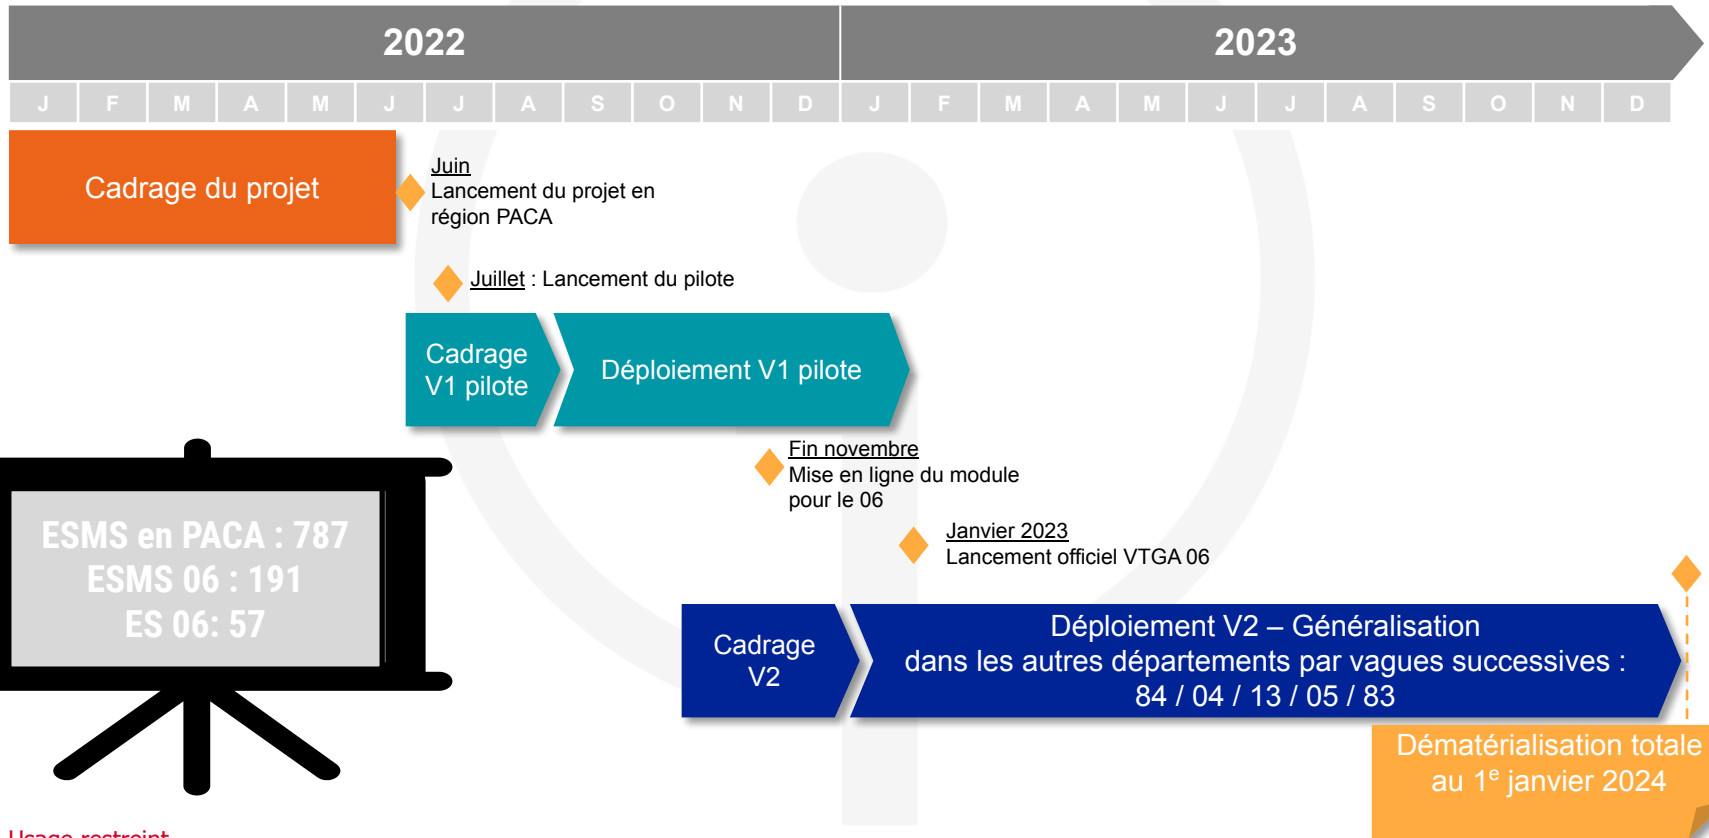 2022
2023
J F M A M J J A S O N D J F M A M J J A S O N D
Cadrage du projet
Juin
Lancement du projet en
région PACA
Juillet : Lancement du pilote
Cadrage
V1 pilote
Déploiement V1 pilote
Fin novembre
Mise en ligne du module
pour le 06
Janvier 2023
Lancement officiel VTGA 06
ESMS en PACA : 787
ESMS 06 : 191
ES 06: 57
Cadrage
V2
Déploiement V2 – Généralisation
dans les autres départements par vagues successives :
84 / 04 / 13 / 05 / 83
Dématérialisation totale
au 1e janvier 2024
Usage restreint